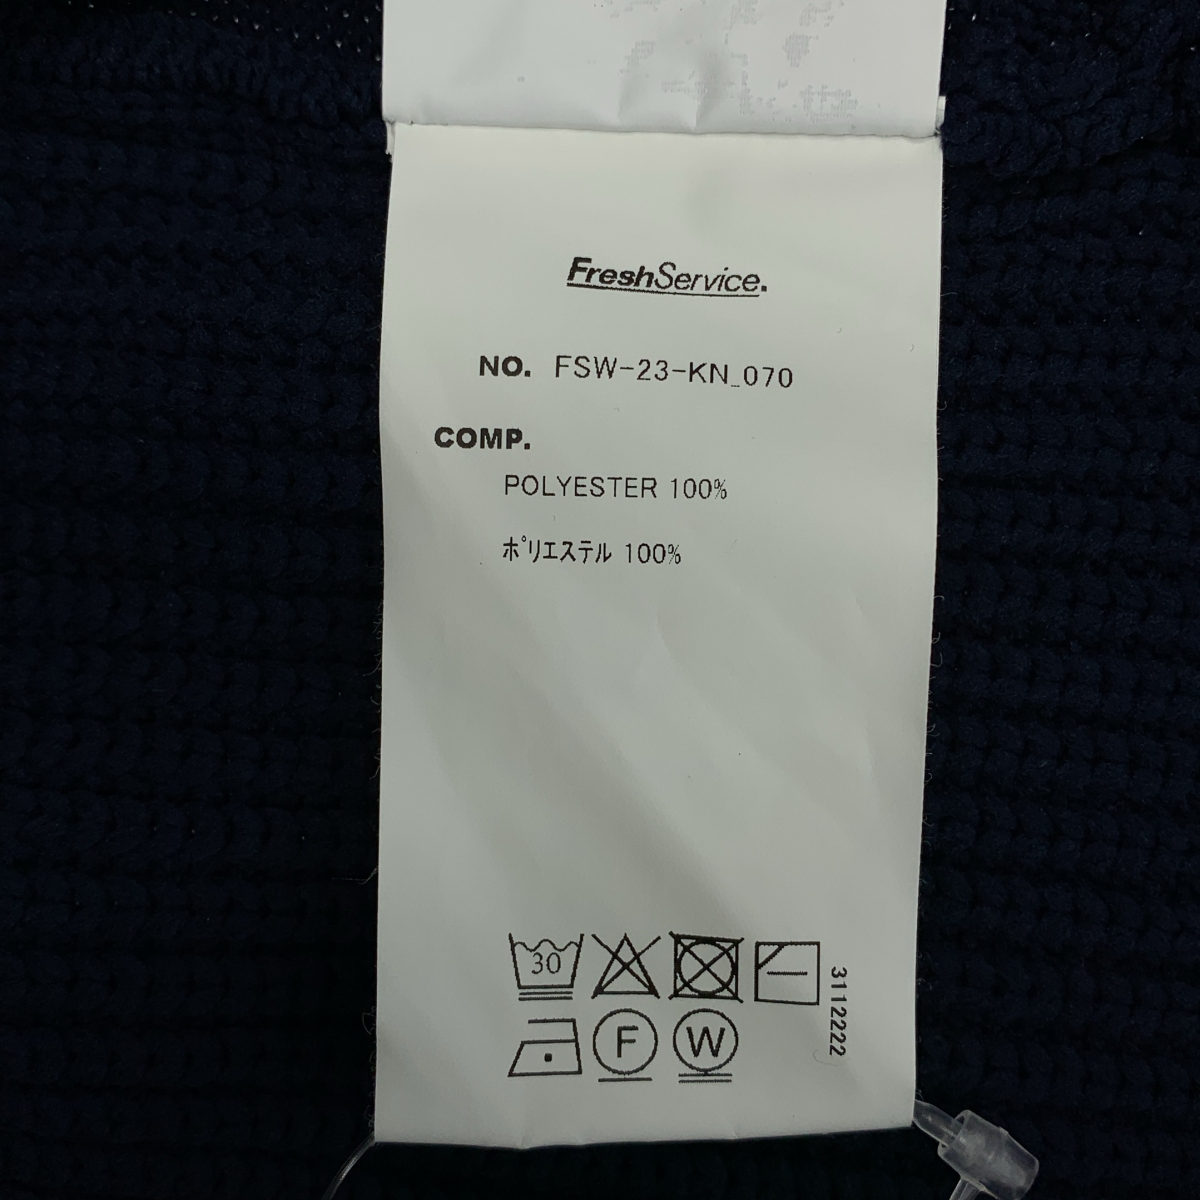 FreshService.
NO. FSW-23-KN_070
COMP.
POLYESTER 100%
ﾎﾟﾘｴｽﾃﾙ 100%
30
3112222
F
W